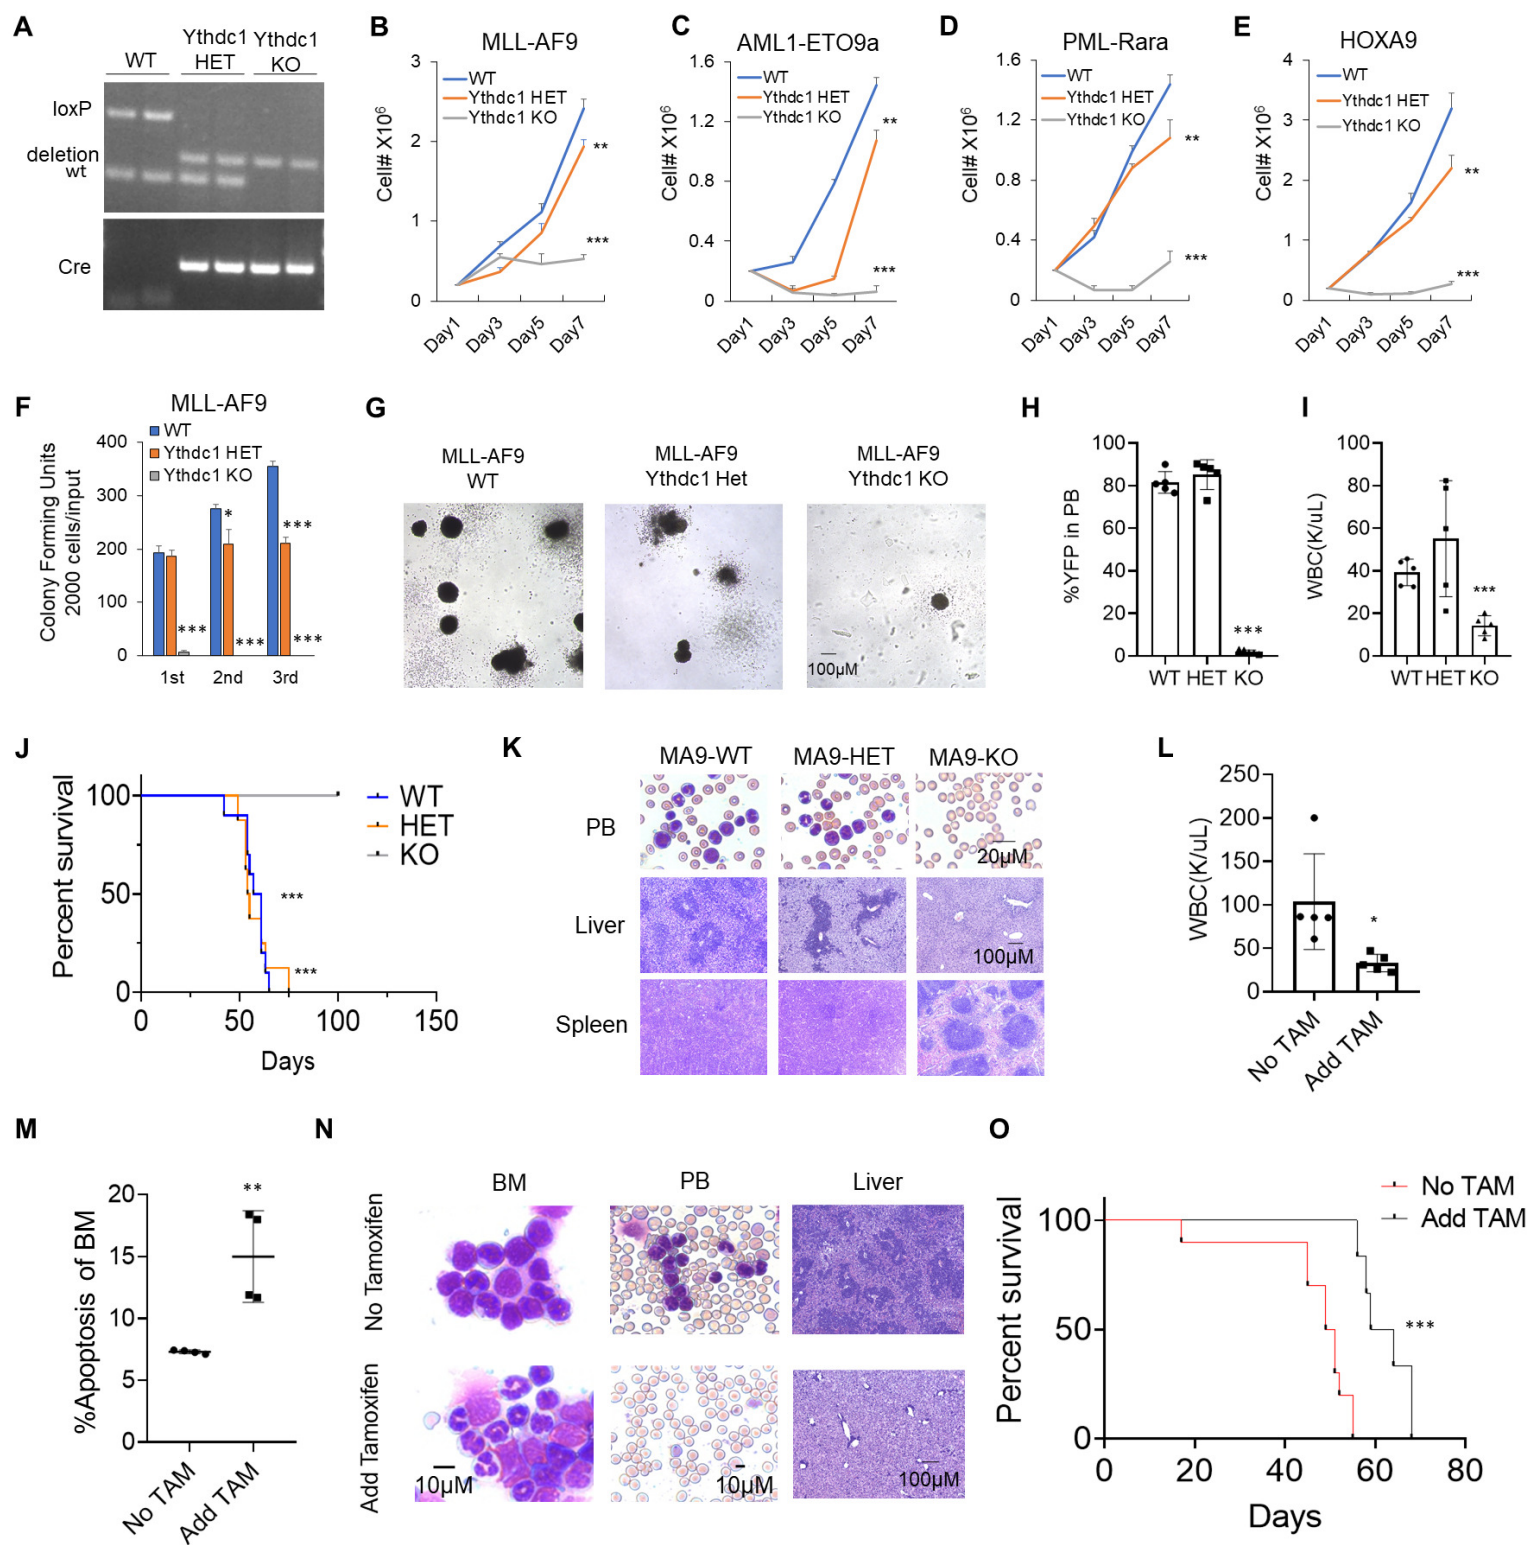 A
WT
Ythdc1
HET
Ythdc1
KO
loxP
deletion
wt
Cre
B
MLL-AF9
WT
Ythdc1 HET
Ythdc1 KO
Cell# X10⁶
3
2
1
0
**
***
Day1
Day3
Day5
Day7
C
AML1-ETO9a
WT
Ythdc1 HET
Ythdc1 KO
Cell# X10⁶
1.6
1.2
0.8
0.4
0
**
***
Day1
Day3
Day5
Day7
D
PML-Rara
WT
Ythdc1 HET
Ythdc1 KO
Cell# X10⁶
1.6
1.2
0.8
0.4
0
**
***
Day1
Day3
Day5
Day7
E
HOXA9
WT
Ythdc1 HET
Ythdc1 KO
Cell# X10⁶
4
3
2
1
0
**
***
Day1
Day3
Day5
Day7
F
MLL-AF9
WT
Ythdc1 HET
Ythdc1 KO
Colony Forming Units
2000 cells/input
400
300
200
100
0
***
*
***
***
***
1st
2nd
3rd
G
MLL-AF9
WT
MLL-AF9
Ythdc1 Het
MLL-AF9
Ythdc1 KO
100µM
H
%YFP in PB
100
80
60
40
20
0
***
WT HET KO
I
WBC(K/uL)
100
80
60
40
20
0
***
WT HET KO
J
Percent survival
100
50
0
WT
HET
KO
***
***
0
50
100
150
Days
K
MA9-WT
MA9-HET
MA9-KO
PB
20µM
Liver
100µM
Spleen
L
WBC(K/uL)
250
200
150
100
50
0
*
No TAM
Add TAM
M
%Apoptosis of BM
20
15
10
5
0
**
No TAM
Add TAM
N
BM
PB
Liver
No Tamoxifen
Add Tamoxifen
10µM
10µM
100µM
O
Percent survival
100
50
0
No TAM
Add TAM
***
0
20
40
60
80
Days